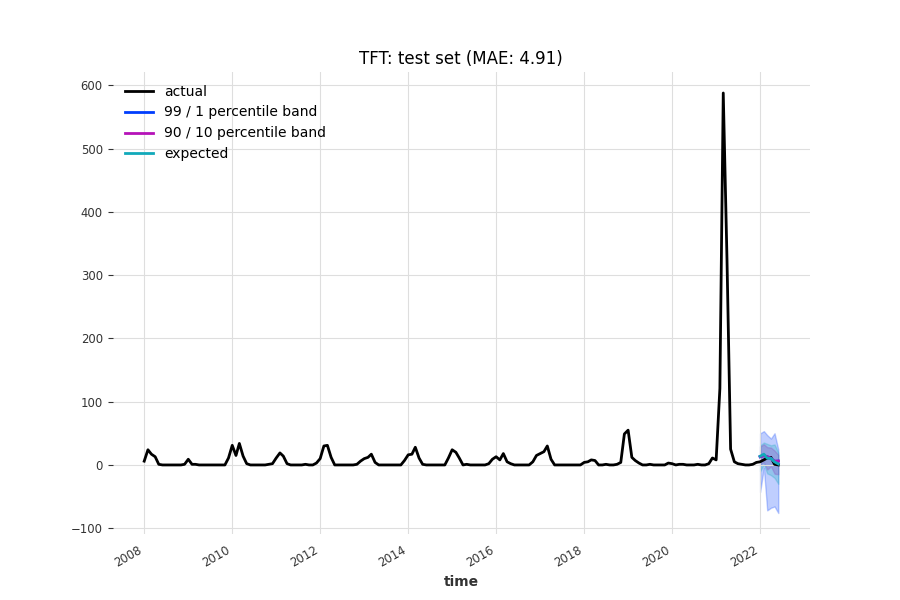 TFT: test set (MAE: 4.91)
actual
99 / 1 percentile band
90 / 10 percentile band
expected
600
500
400
300
200
100
0
−100
2008
2010
2012
2014
2016
2018
2020
2022
time